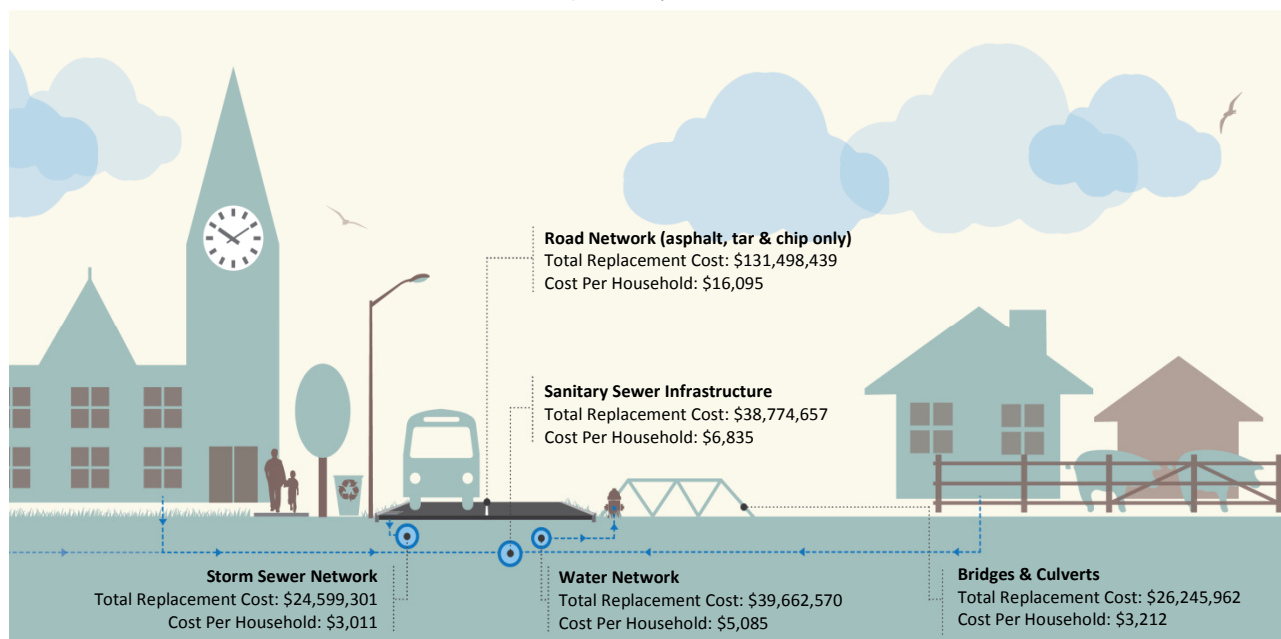 Road Network (asphalt, tar & chip only)
Total Replacement Cost: $131,498,439
Cost Per Household: $16,095
Sanitary Sewer Infrastructure
Total Replacement Cost: $38,774,657
Cost Per Household: $6,835
Storm Sewer Network
Total Replacement Cost: $24,599,301
Cost Per Household: $3,011
Water Network
Total Replacement Cost: $39,662,570
Cost Per Household: $5,085
Bridges & Culverts
Total Replacement Cost: $26,245,962
Cost Per Household: $3,212